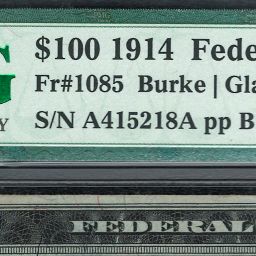 $100 1914 Fede
Fr#1085 Burke | Gla
S/N A415218A pp B
FEDERAL